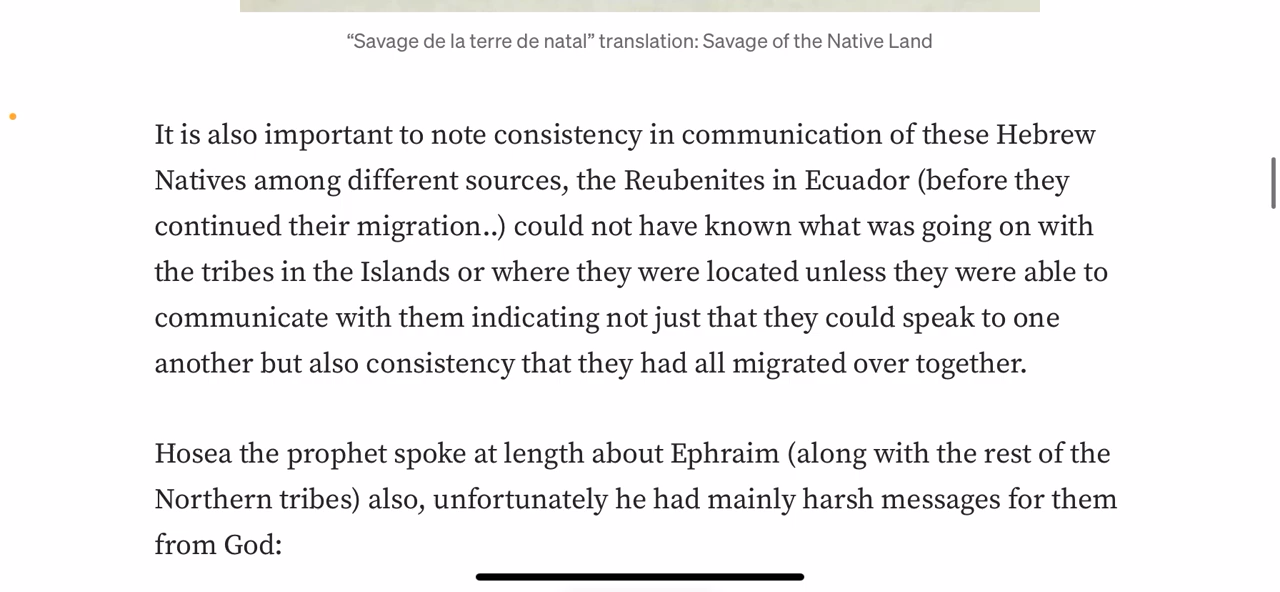 “Savage de la terre de natal” translation: Savage of the Native Land
It is also important to note consistency in communication of these Hebrew
Natives among different sources, the Reubenites in Ecuador (before they
continued their migration..) could not have known what was going on with
the tribes in the Islands or where they were located unless they were able to
communicate with them indicating not just that they could speak to one
another but also consistency that they had all migrated over together.
Hosea the prophet spoke at length about Ephraim (along with the rest of the
Northern tribes) also, unfortunately he had mainly harsh messages for them
from God: